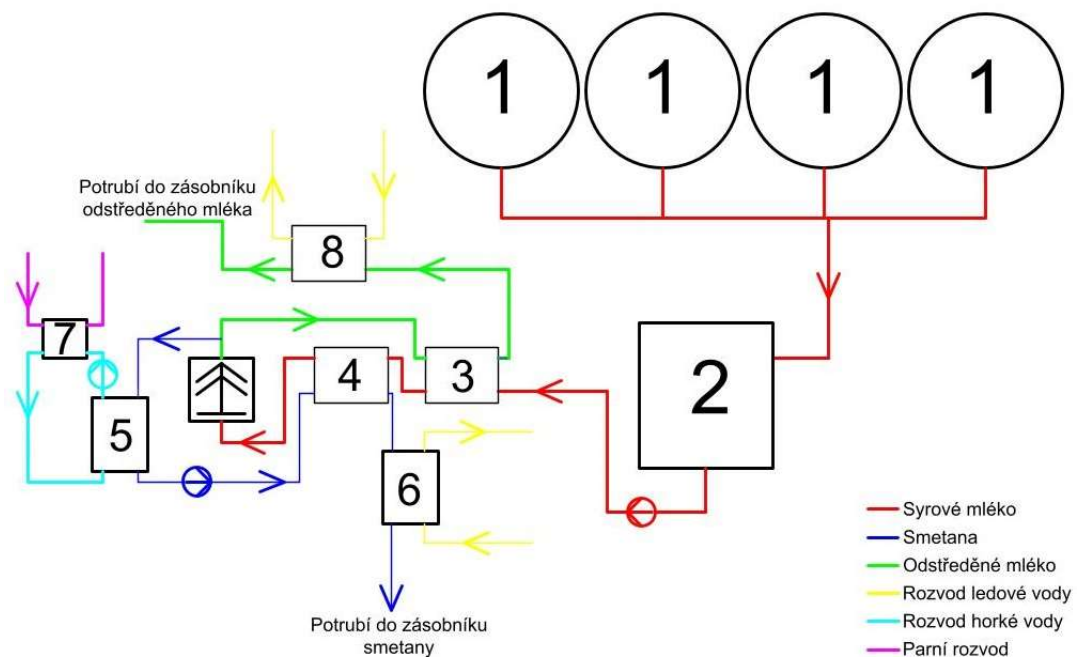 1 1 1 1
Potrubí do zásobníku
odstředěného mléka
8
7
4
3
2
5
6
Syrové mléko
Smetana
Odstředěné mléko
Rozvod ledové vody
Rozvod horké vody
Parní rozvod
Potrubí do zásobníku
smetany